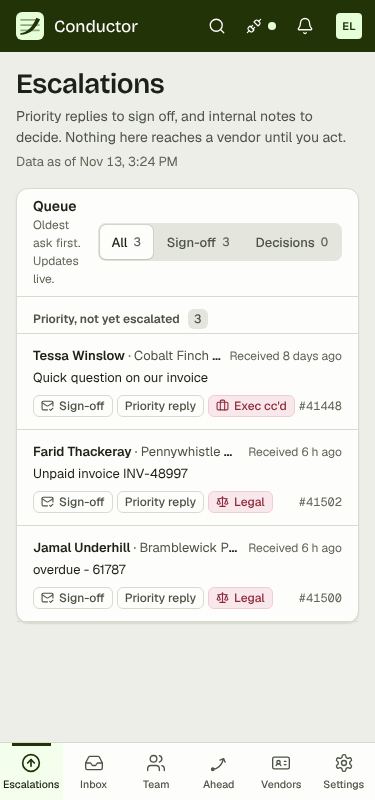 Conductor
EL
Escalations
Priority replies to sign off, and internal notes to
decide. Nothing here reaches a vendor until you act.
Data as of Nov 13, 3:24 PM
Queue
Oldest
ask first.
Updates
live.
All 3 Sign-off 3 Decisions 0
Priority, not yet escalated 3
Tessa Winslow · Cobalt Finch ... Received 8 days ago
Quick question on our invoice
Sign-off Priority reply Exec cc'd #41448
Farid Thackeray · Pennywhistle ... Received 6 h ago
Unpaid invoice INV-48997
Sign-off Priority reply Legal #41502
Jamal Underhill · Bramblewick P... Received 6 h ago
overdue - 61787
Sign-off Priority reply Legal #41500
Escalations Inbox Team Ahead Vendors Settings